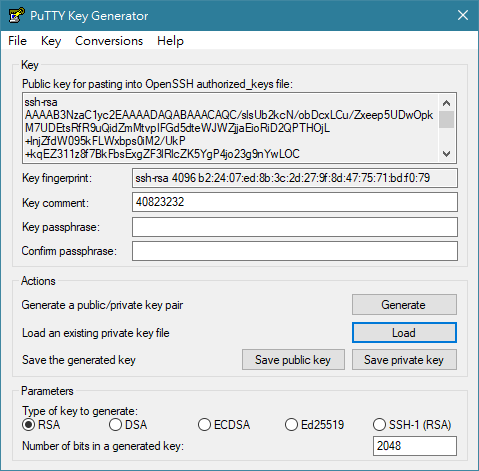 PuTTY Key Generator
File Key Conversions Help
Key
Public key for pasting into OpenSSH authorized_keys file:
ssh-rsa
AAAAB3NzaC1yc2EAAAADAQABAAACAQC/slsUb2kcN/obDcxLCu/Zxeep5UDwOpk
M7UDEtsRfR9uQidZmMtvpIFGd5dteWJWZjjaEioRiD2QPTHOjL
+InjZfdW095kFLWxbps0iM2/UkP
+kqEZ311z8f7BkFbsExgZF3lRlcZK5YgP4jo23g9nYwLOC
Key fingerprint: ssh-rsa 4096 b2:24:07:ed:8b:3c:2d:27:9f:8d:47:75:71:bd:f0:79
Key comment: 40823232
Key passphrase:
Confirm passphrase:
Actions
Generate a public/private key pair Generate
Load an existing private key file Load
Save the generated key Save public key Save private key
Parameters
Type of key to generate:
RSA DSA ECDSA Ed25519 SSH-1 (RSA)
Number of bits in a generated key: 2048